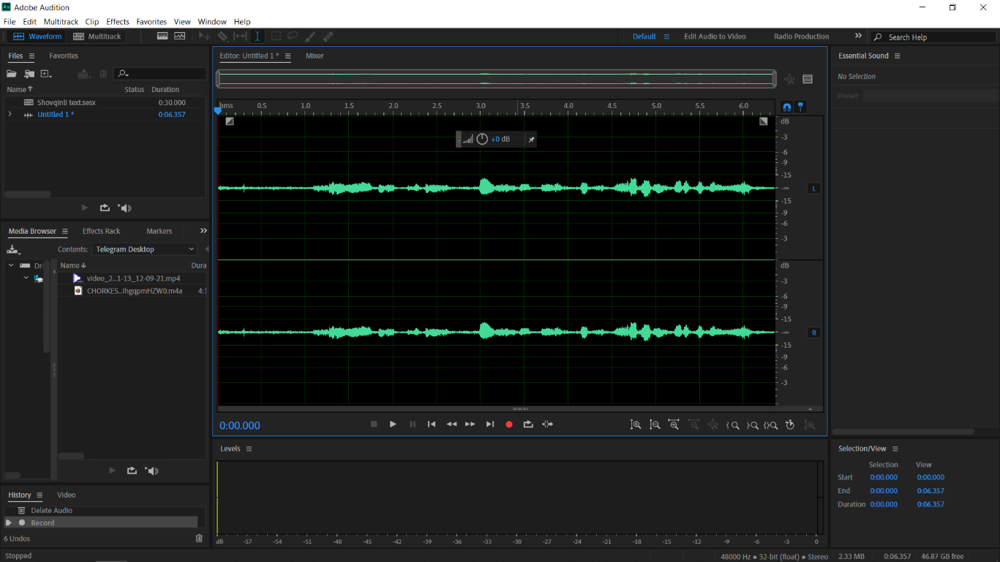 Au Adobe Audition
File Edit Multitrack Clip Effects Favorites View Window Help
Waveform Multitrack Default Edit Audio to Video Radio Production Search Help
Files Favorites
Name Status Duration
Shovqinli text.sesx 0:30.000
Untitled 1 * 0:06.357
Media Browser Effects Rack Markers
Contents: Telegram Desktop
Dr Name Dura
video_2...1-13_12-09-21.mp4
CHORKES...IhgqpmHZW0.m4a 4:1
History Video
Delete Audio
Record
6 Undos
Stopped
Editor: Untitled 1 * Mixer
hms 0.5 1.0 1.5 2.0 2.5 3.0 3.5 4.5 4.0 5.0 5.5 6.0
+0 dB
dB
-3
-6
-9
-15
-∞
-15
-9
-6
-3
L
dB
-3
-6
-9
-15
-∞
-15
-9
-6
-3
R
0:00.000
Levels
dB -57 -54 -51 -48 -45 -42 -39 -36 -33 -30 -27 -24 -21 -18 -15 -12 -9 -6 -3 0
Essential Sound
No Selection
Preset:
Selection/View
Selection View
Start 0:00.000 0:00.000
End 0:00.000 0:06.357
Duration 0:00.000 0:06.357
48000 Hz ● 32-bit (float) ● Stereo 2.33 MB 0:06.357 46.87 GB free